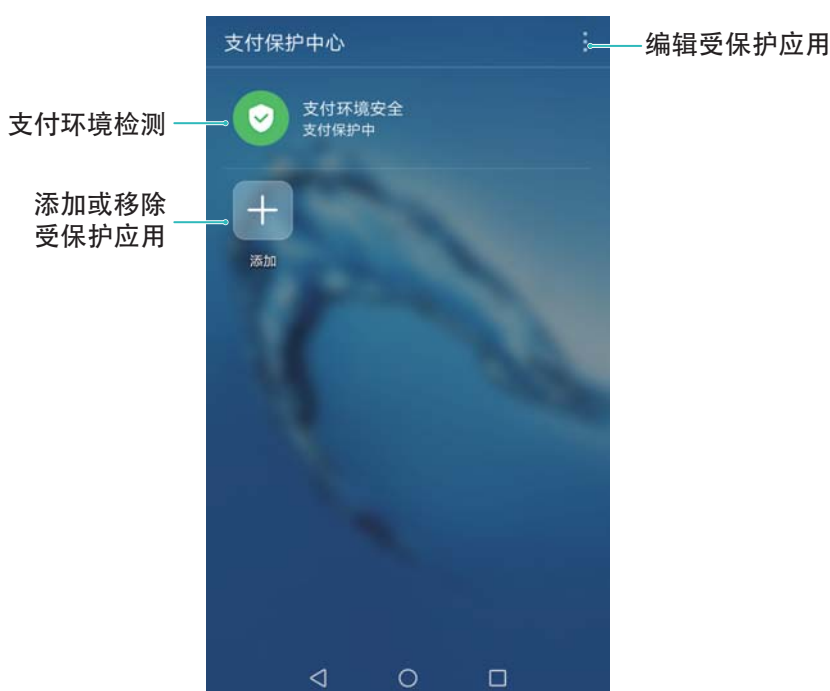 支付保护中心
编辑受保护应用
支付环境检测
支付环境安全
支付保护中
添加或移除
受保护应用
添加